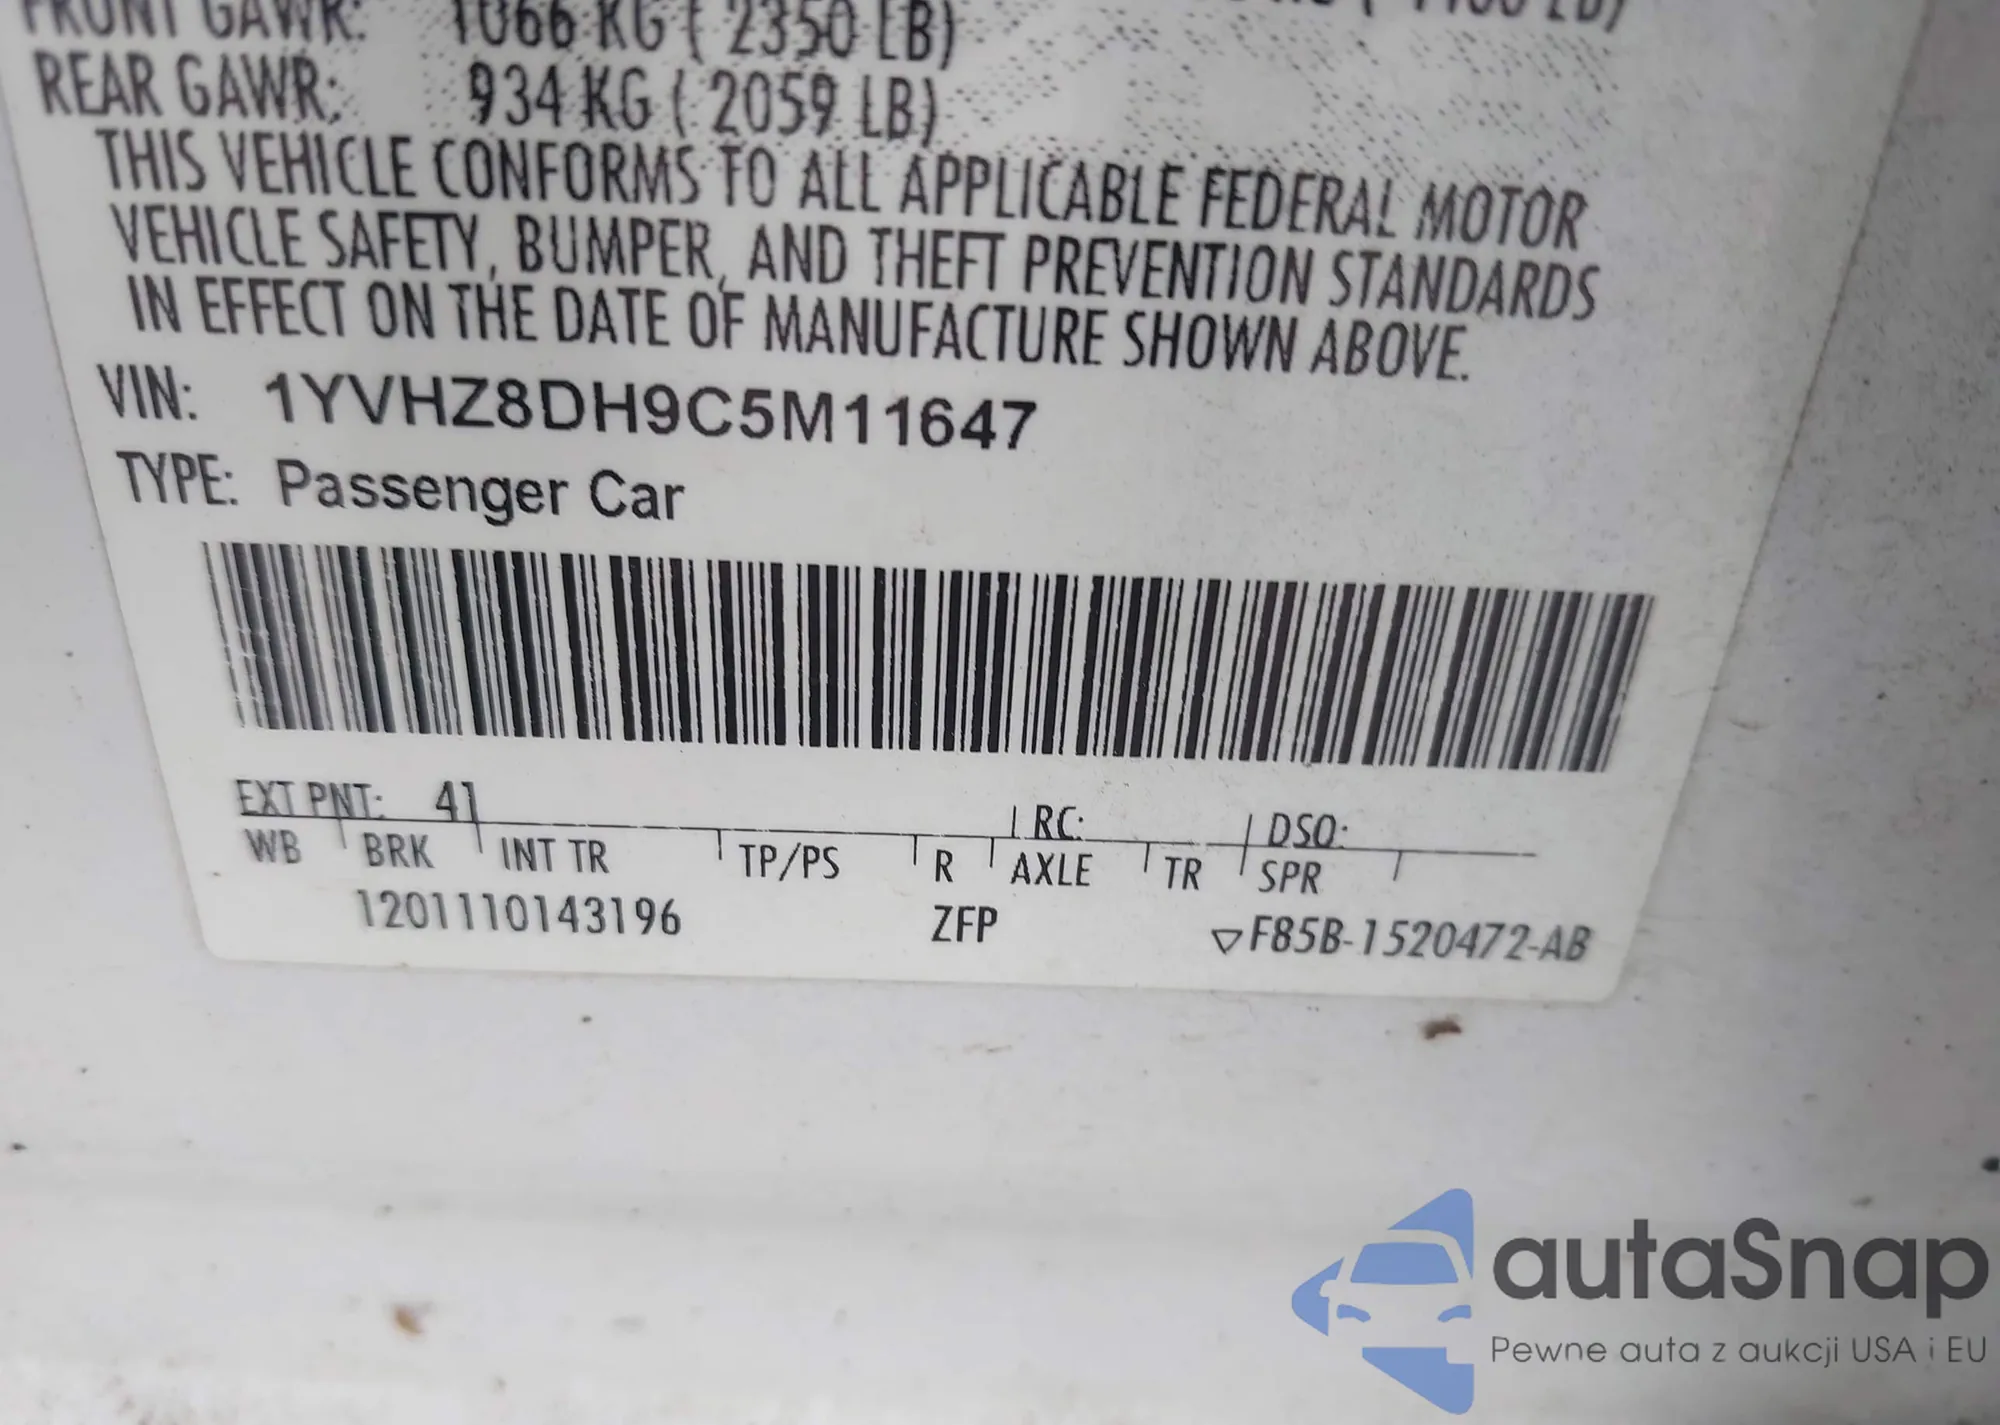 FRONT GAWR: 1066 KG ( 2350 LB)
REAR GAWR: 934 KG ( 2059 LB)
THIS VEHICLE CONFORMS TO ALL APPLICABLE FEDERAL MOTOR
VEHICLE SAFETY, BUMPER, AND THEFT PREVENTION STANDARDS
IN EFFECT ON THE DATE OF MANUFACTURE SHOWN ABOVE.
VIN: 1YVHZ8DH9C5M11647
TYPE: Passenger Car
EXT PNT: 41 RC: DSO:
WB BRK INT TR TP/PS R AXLE TR SPR
1201110143196 ZFP ▽F85B-1520472-AB
autaSnap
Pewne auta z aukcji USA i EU